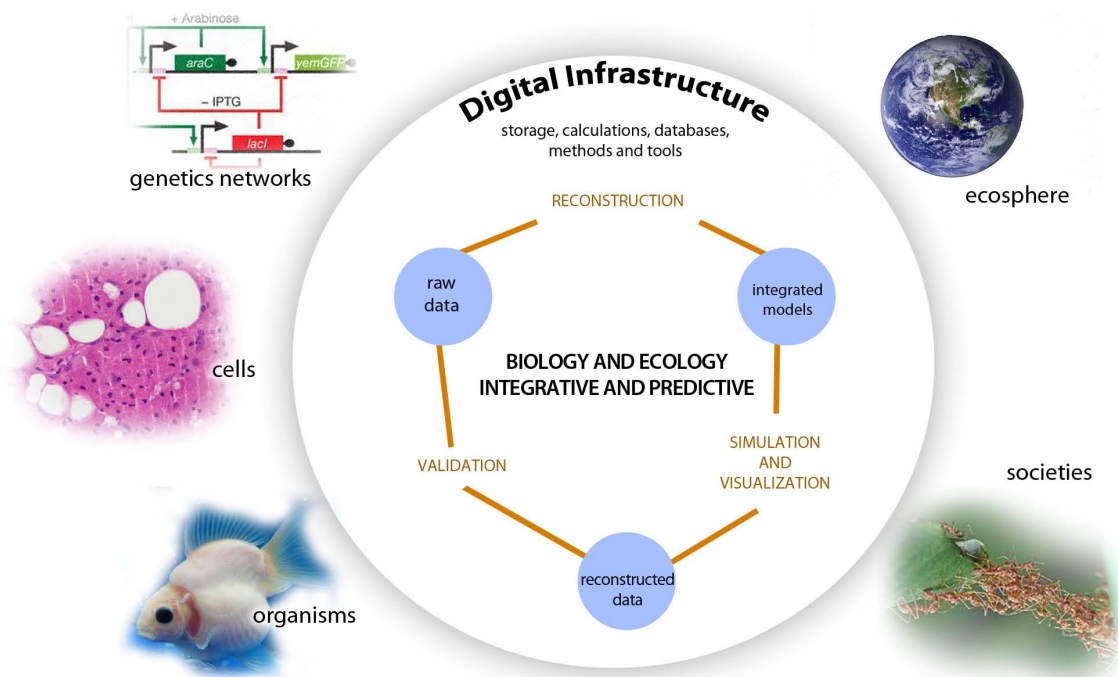 + Arabinose
araC
yemGFP
– IPTG
lacI
genetics networks
cells
organisms
Digital Infrastructure
storage, calculations, databases,
methods and tools
RECONSTRUCTION
raw
data
integrated
models
BIOLOGY AND ECOLOGY
INTEGRATIVE AND PREDICTIVE
VALIDATION
SIMULATION
AND
VISUALIZATION
reconstructed
data
ecosphere
societies